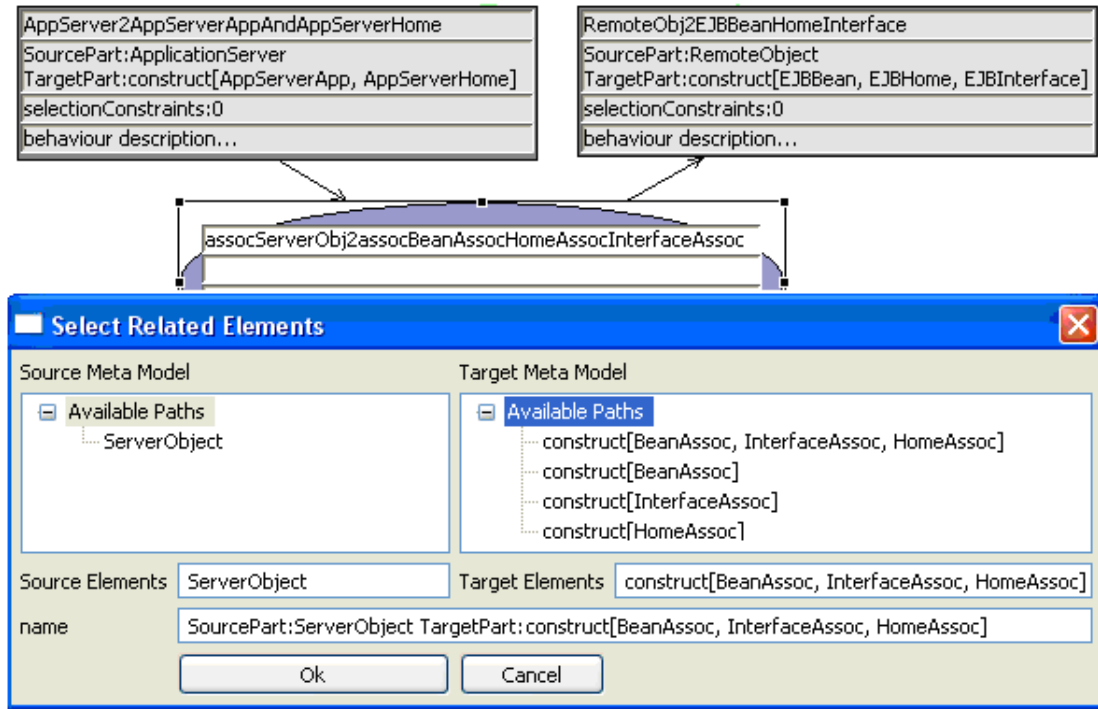 AppServer2AppServerAppAndAppServerHome
SourcePart:ApplicationServer
TargetPart:construct[AppServerApp, AppServerHome]
selectionConstraints:0
behaviour description...
RemoteObj2EJBBeanHomeInterface
SourcePart:RemoteObject
TargetPart:construct[EJBBean, EJBHome, EJBInterface]
selectionConstraints:0
behaviour description...
assocServerObj2assocBeanAssocHomeAssocInterfaceAssoc
Select Related Elements
Source Meta Model
Available Paths
ServerObject
Target Meta Model
Available Paths
construct[BeanAssoc, InterfaceAssoc, HomeAssoc]
construct[BeanAssoc]
construct[InterfaceAssoc]
construct[HomeAssoc]
Source Elements ServerObject
Target Elements construct[BeanAssoc, InterfaceAssoc, HomeAssoc]
name SourcePart:ServerObject TargetPart:construct[BeanAssoc, InterfaceAssoc, HomeAssoc]
Ok Cancel